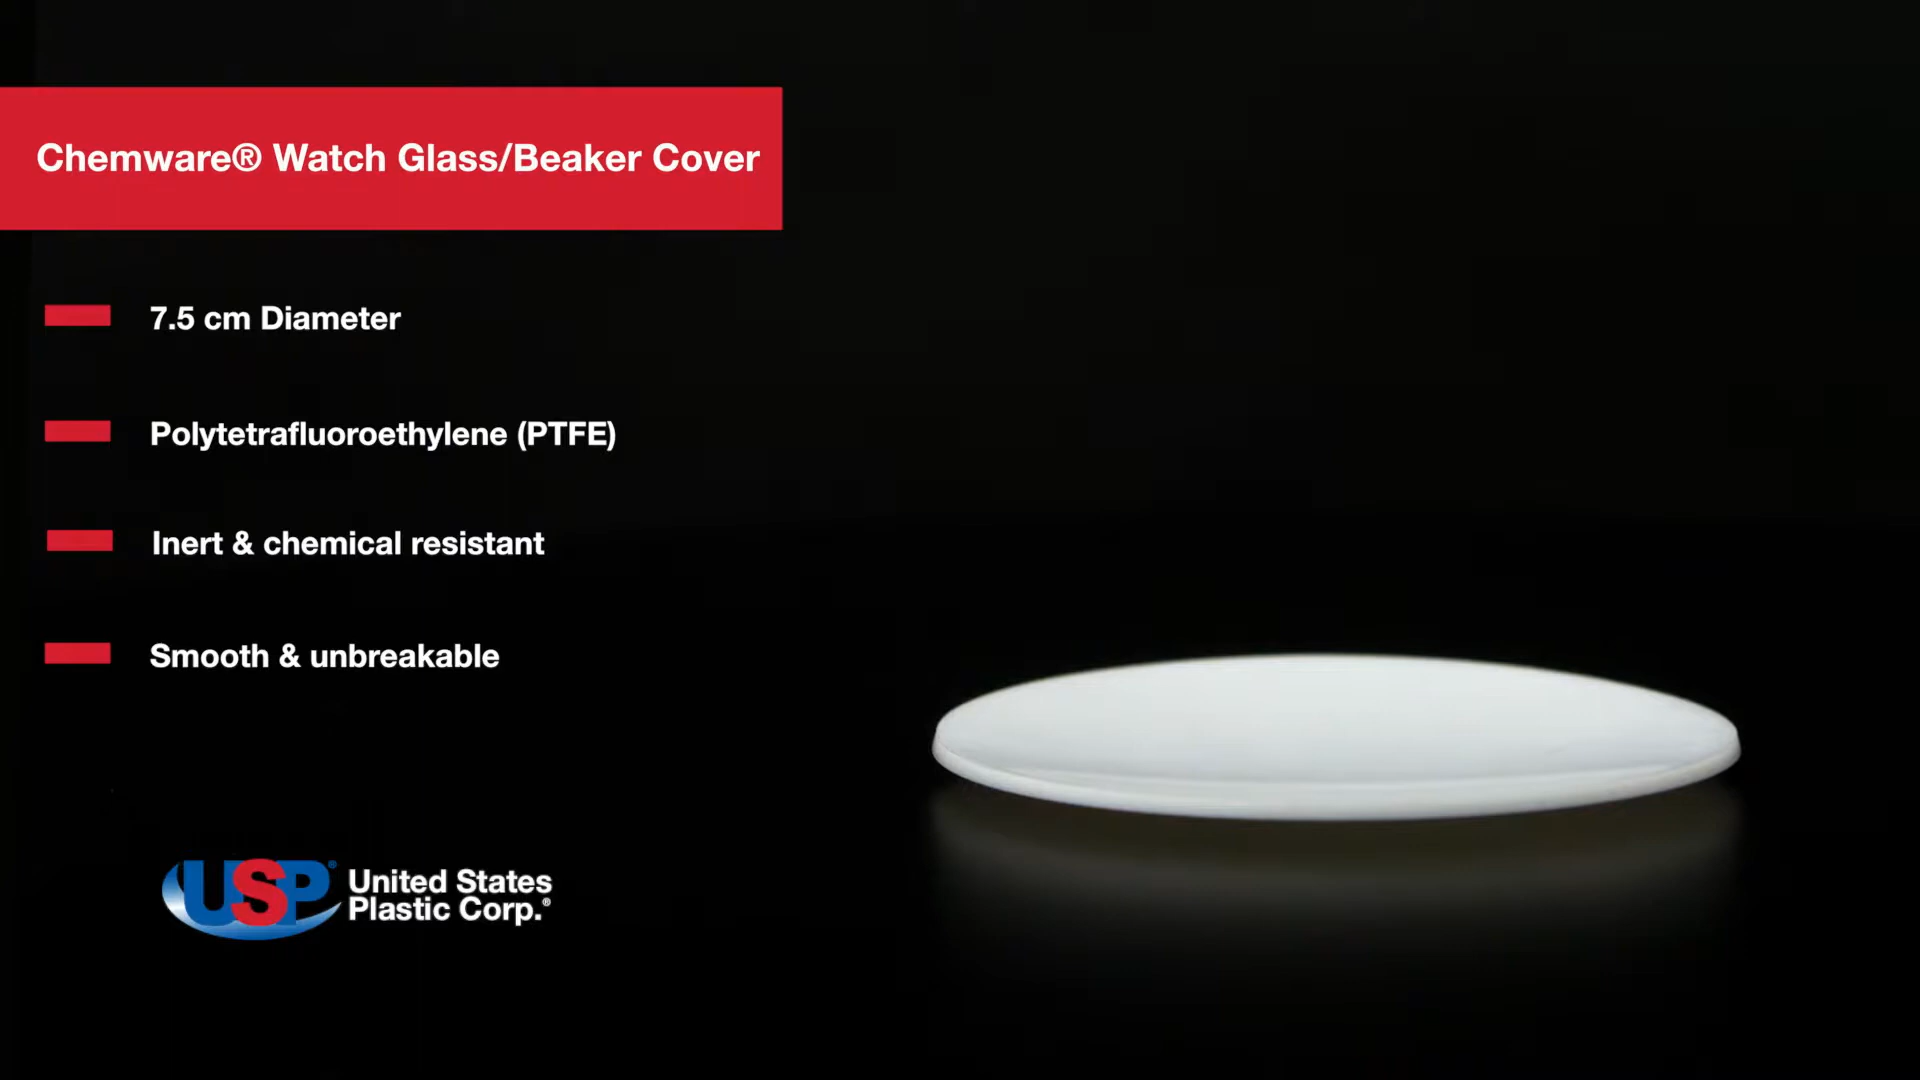 Chemware® Watch Glass/Beaker Cover
7.5 cm Diameter
Polytetrafluoroethylene (PTFE)
Inert & chemical resistant
Smooth & unbreakable
USP® United States
Plastic Corp.®